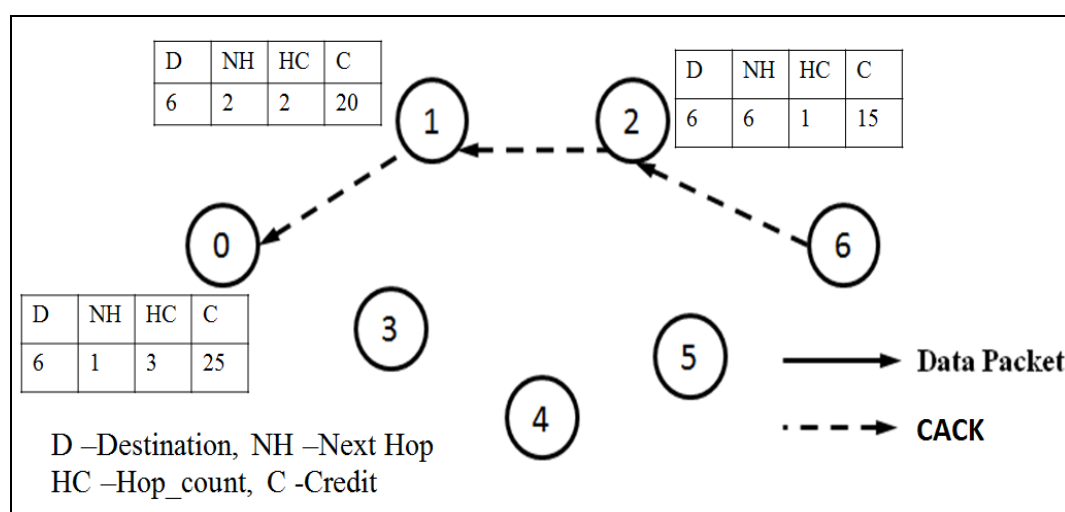 D NH HC C
6 2 2 20
D NH HC C
6 6 1 15
1
2
0
6
D NH HC C
6 1 3 25
3
5
4
Data Packet
CACK
D –Destination, NH –Next Hop
HC –Hop_count, C -Credit